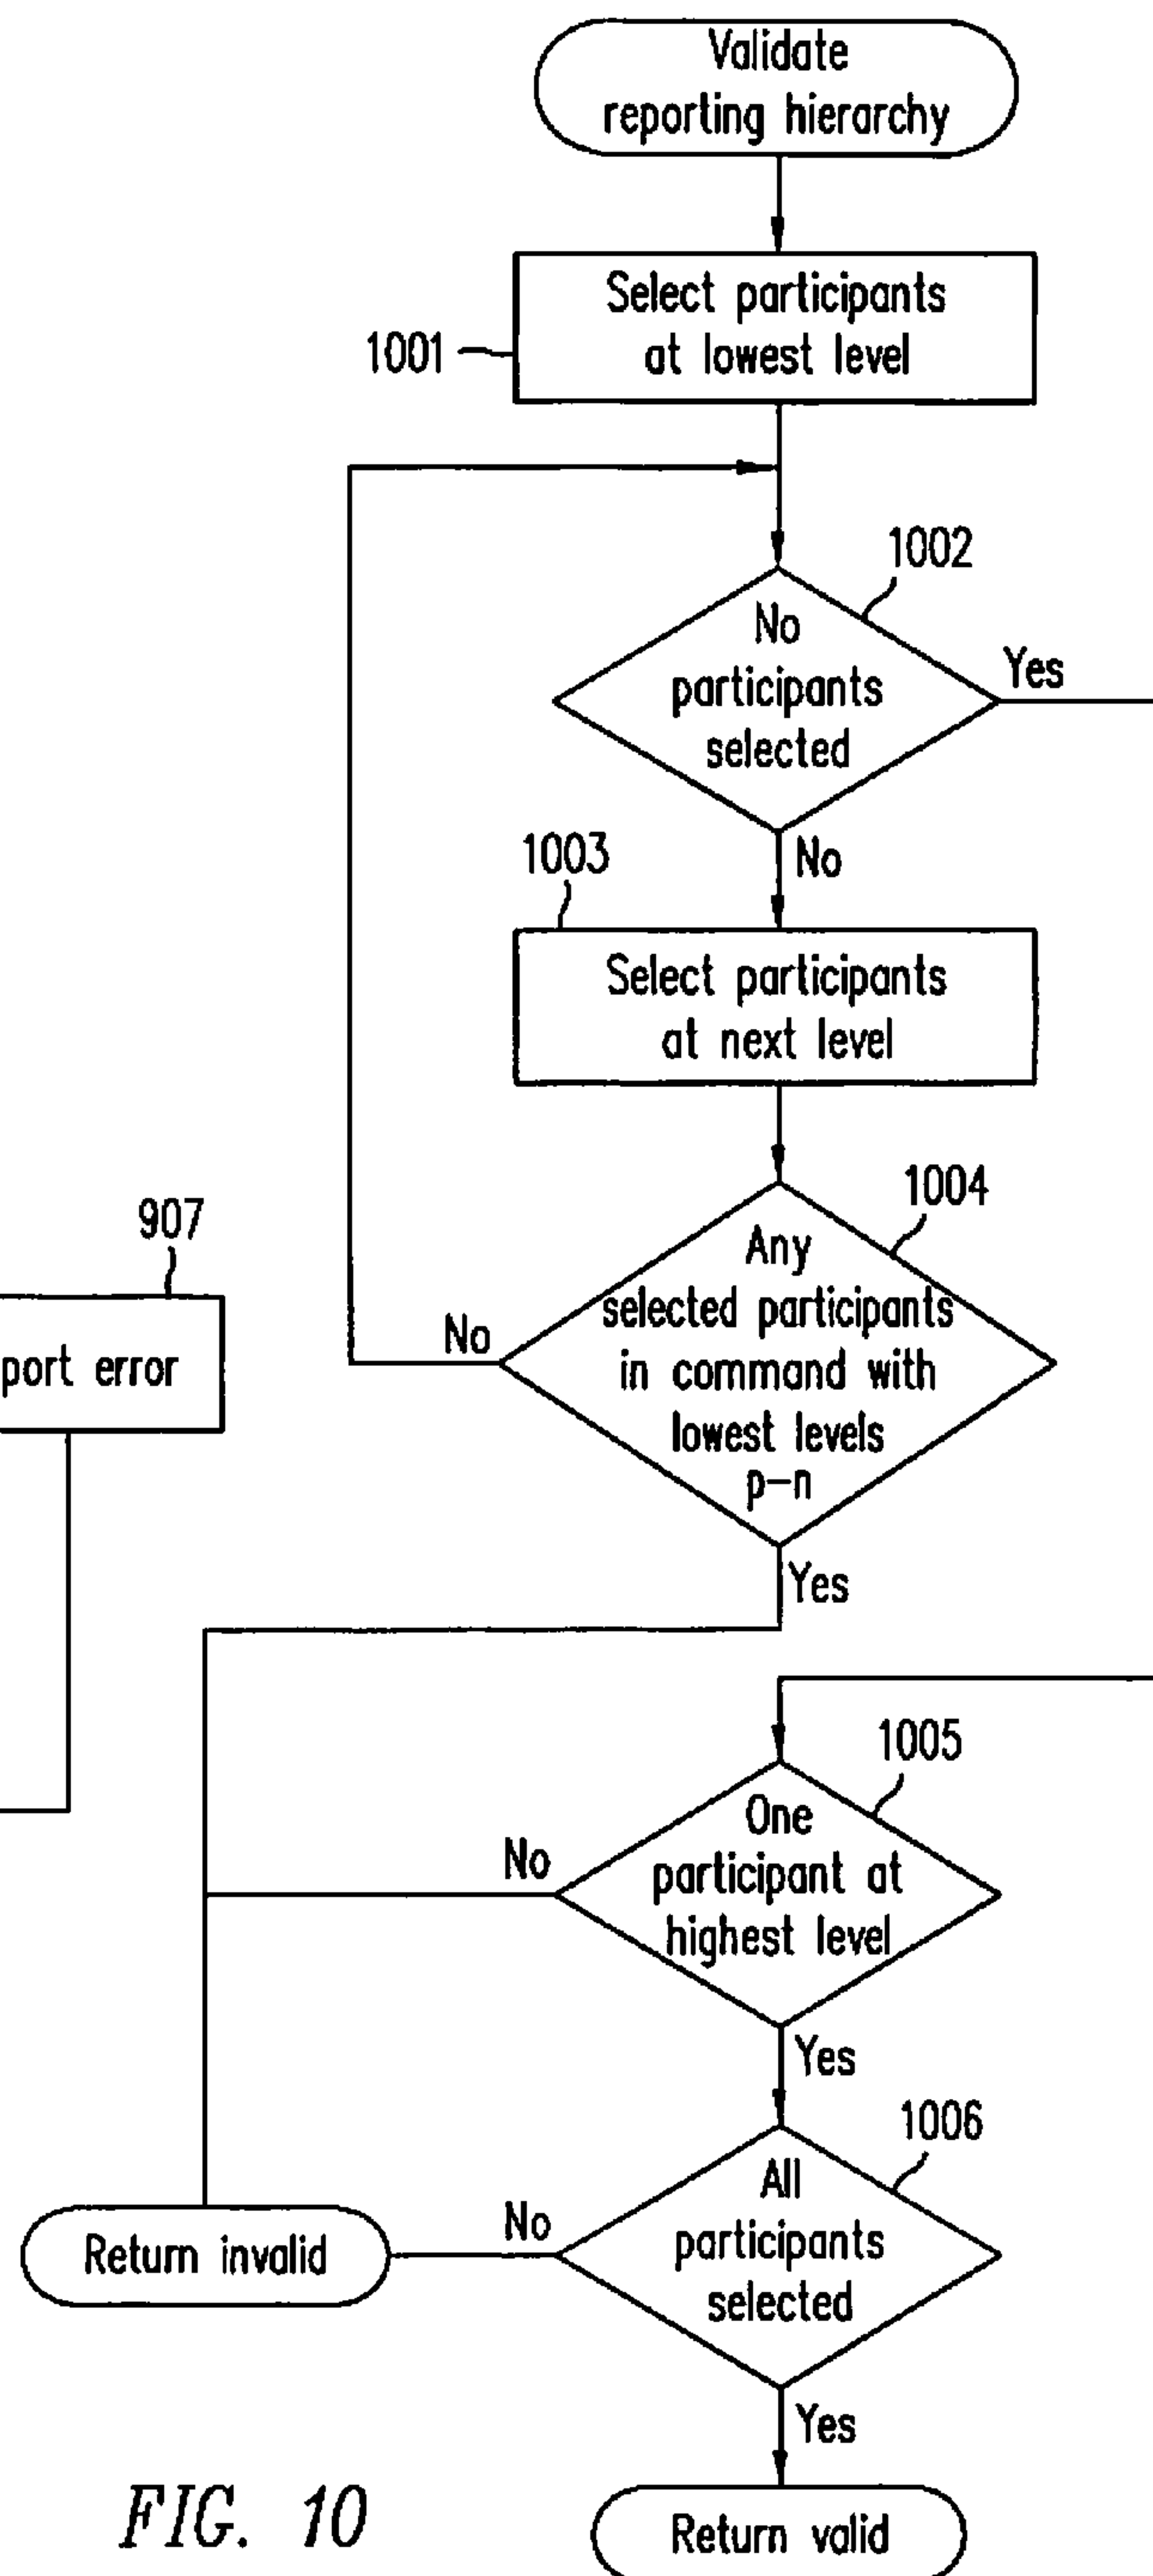 Validate
reporting hierarchy
Select participants
at lowest level
1001
1002
No
participants
selected
Yes
No
1003
Select participants
at next level
1004
Any
selected participants
in command with
lowest levels
p-n
No
907
port error
Yes
1005
One
participant at
highest level
No
Yes
1006
All
participants
selected
No
Return invalid
Yes
Return valid
FIG. 10